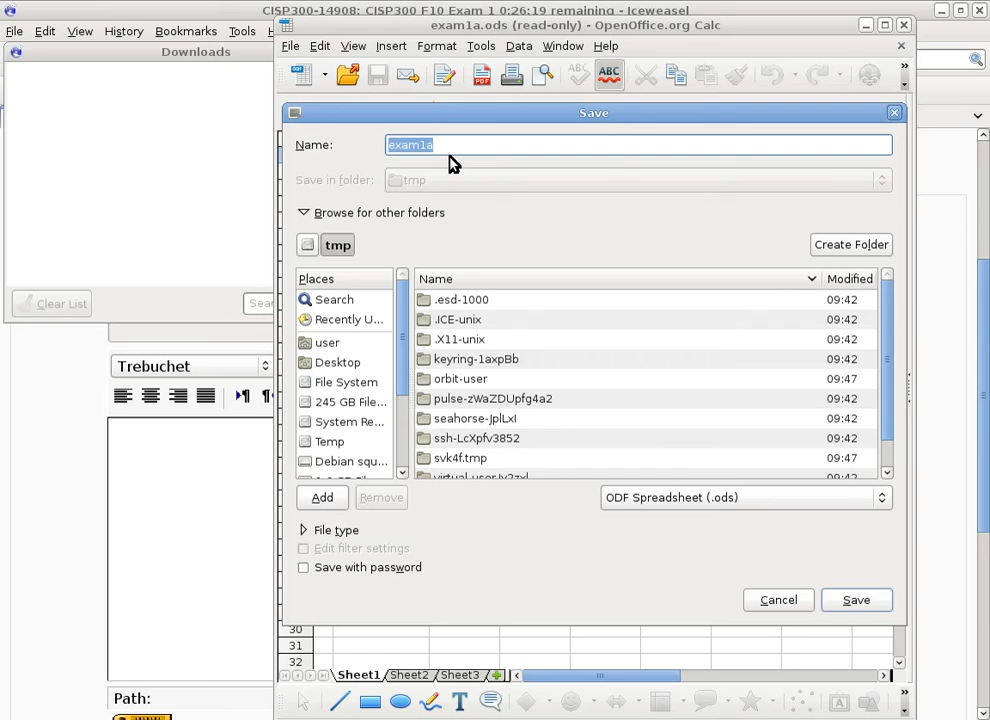 CISP300-14908: CISP300 F10 Exam 1 0:26:19 remaining - Iceweasel
File Edit View History Bookmarks Tools
Downloads
Clear List
Trebuchet
Path:
exam1a.ods (read-only) - OpenOffice.org Calc
File Edit View Insert Format Tools Data Window Help
Save
Name: exam1a
Save in folder: tmp
Browse for other folders
tmp
Create Folder
Places
Search
Recently U...
user
Desktop
File System
245 GB File...
System Re...
Temp
Debian squ...
Name Modified
.esd-1000 09:42
.ICE-unix 09:42
.X11-unix 09:42
keyring-1axpBb 09:42
orbit-user 09:47
pulse-zWaZDUpfg4a2 09:42
seahorse-JplLxI 09:42
ssh-LcXpfv3852 09:42
svk4f.tmp 09:47
Add Remove ODF Spreadsheet (.ods)
File type
Edit filter settings
Save with password
Cancel Save
30
31
32
Sheet1 Sheet2 Sheet3